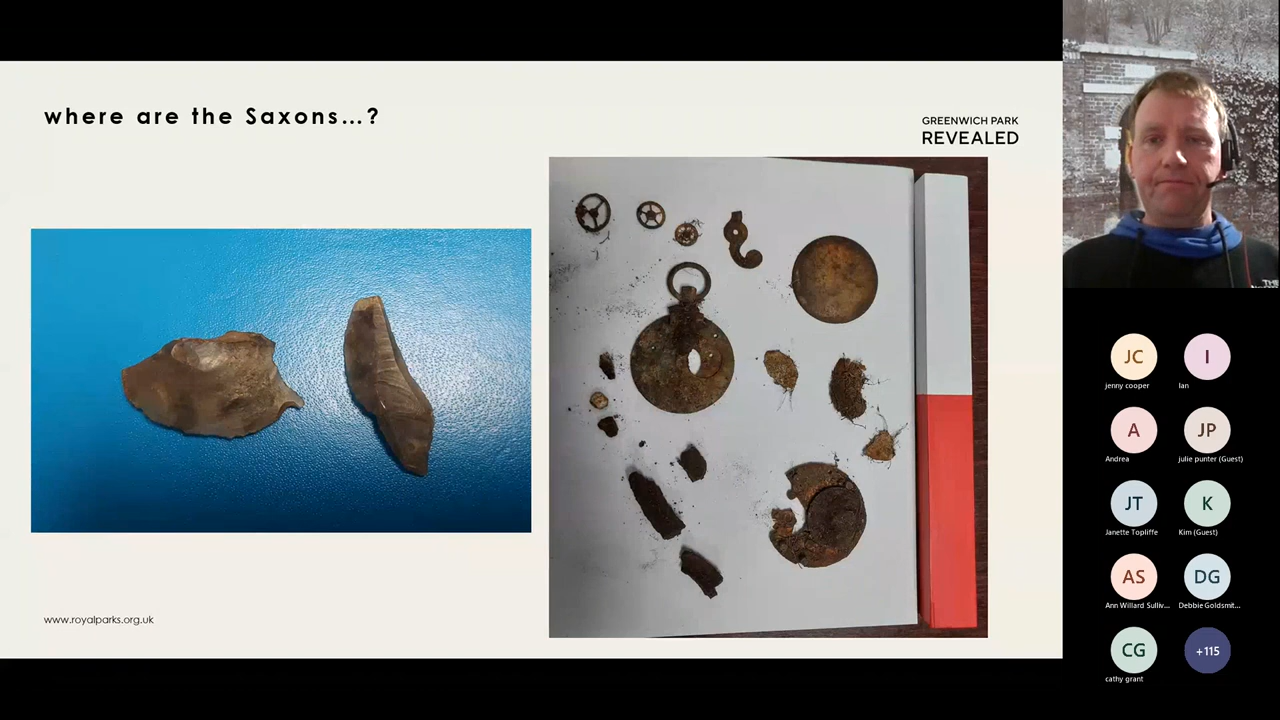 where are the Saxons...?
GREENWICH PARK
REVEALED
www.royalparks.org.uk
JC
jenny cooper
I
Ian
A
Andrea
JP
julie punter (Guest)
JT
Janette Topliffe
K
Kim (Guest)
AS
Ann Willard Sulliv...
DG
Debbie Goldsmit...
CG
cathy grant
+115